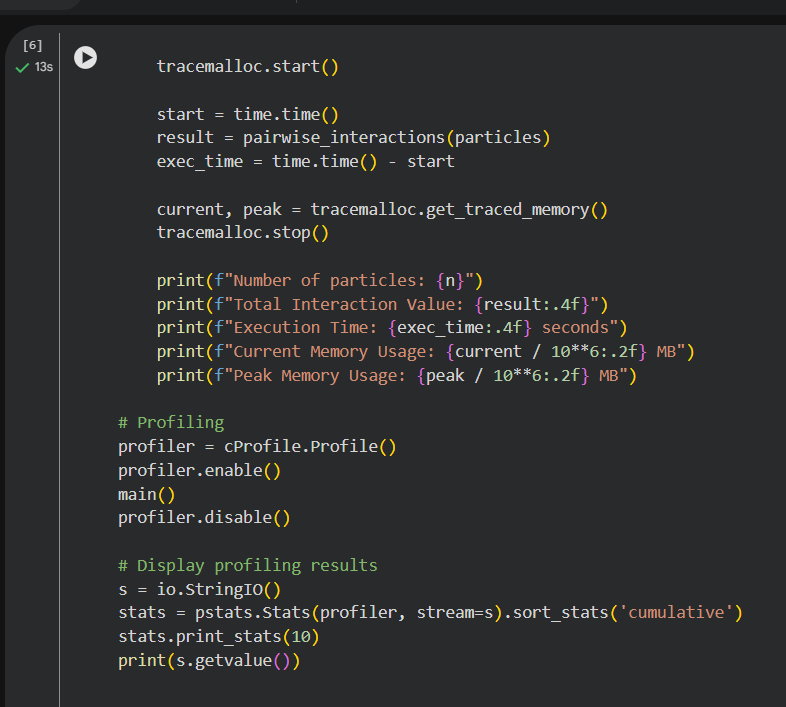 [6]
13s
tracemalloc.start()
start = time.time()
result = pairwise_interactions(particles)
exec_time = time.time() - start
current, peak = tracemalloc.get_traced_memory()
tracemalloc.stop()
print(f"Number of particles: {n}")
print(f"Total Interaction Value: {result:.4f}")
print(f"Execution Time: {exec_time:.4f} seconds")
print(f"Current Memory Usage: {current / 10**6:.2f} MB")
print(f"Peak Memory Usage: {peak / 10**6:.2f} MB")
# Profiling
profiler = cProfile.Profile()
profiler.enable()
main()
profiler.disable()
# Display profiling results
s = io.StringIO()
stats = pstats.Stats(profiler, stream=s).sort_stats('cumulative')
stats.print_stats(10)
print(s.getvalue())